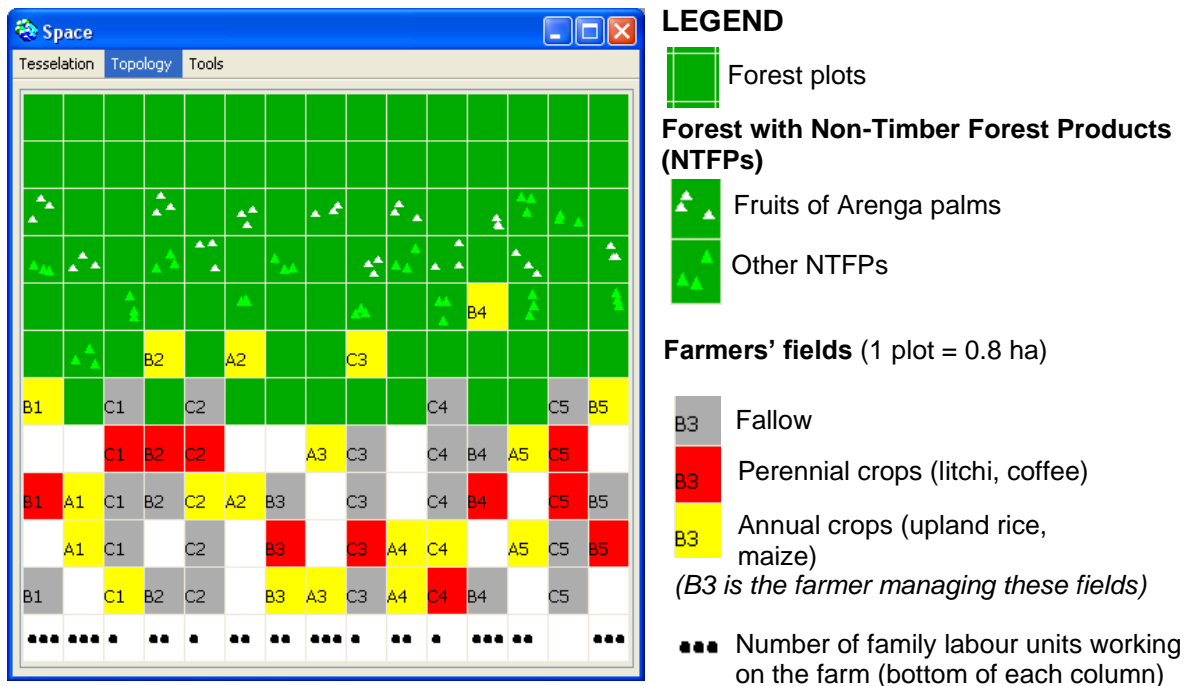 Space
Tesselation Topology Tools
B4
B2 A2 C3
B1 C1 C2 C4 C5 B5
C1 B2 C2 A3 C3 C4 B4 A5 C5
B1 A1 C1 B2 C2 A2 B3 C3 C4 B4 C5 B5
A1 C1 C2 B3 C3 A4 C4 A5 C5 B5
B1 C1 B2 C2 B3 A3 C3 A4 C4 B4 C5
LEGEND
Forest plots
Forest with Non-Timber Forest Products
(NTFPs)
Fruits of Arenga palms
Other NTFPs
Farmers' fields (1 plot = 0.8 ha)
B3 Fallow
B3 Perennial crops (litchi, coffee)
B3 Annual crops (upland rice,
maize)
(B3 is the farmer managing these fields)
Number of family labour units working
on the farm (bottom of each column)